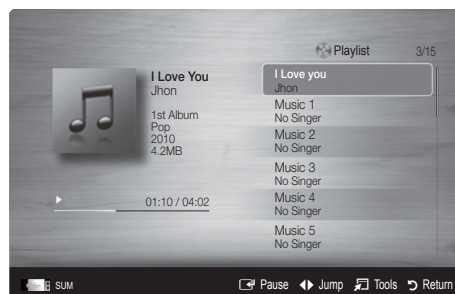 Playlist 3/15
I Love You
Jhon
1st Album
Pop
2010
4.2MB
01:10 / 04:02
I Love you
Jhon
Music 1
No Singer
Music 2
No Singer
Music 3
No Singer
Music 4
No Singer
Music 5
No Singer
SUM Pause Jump Tools Return